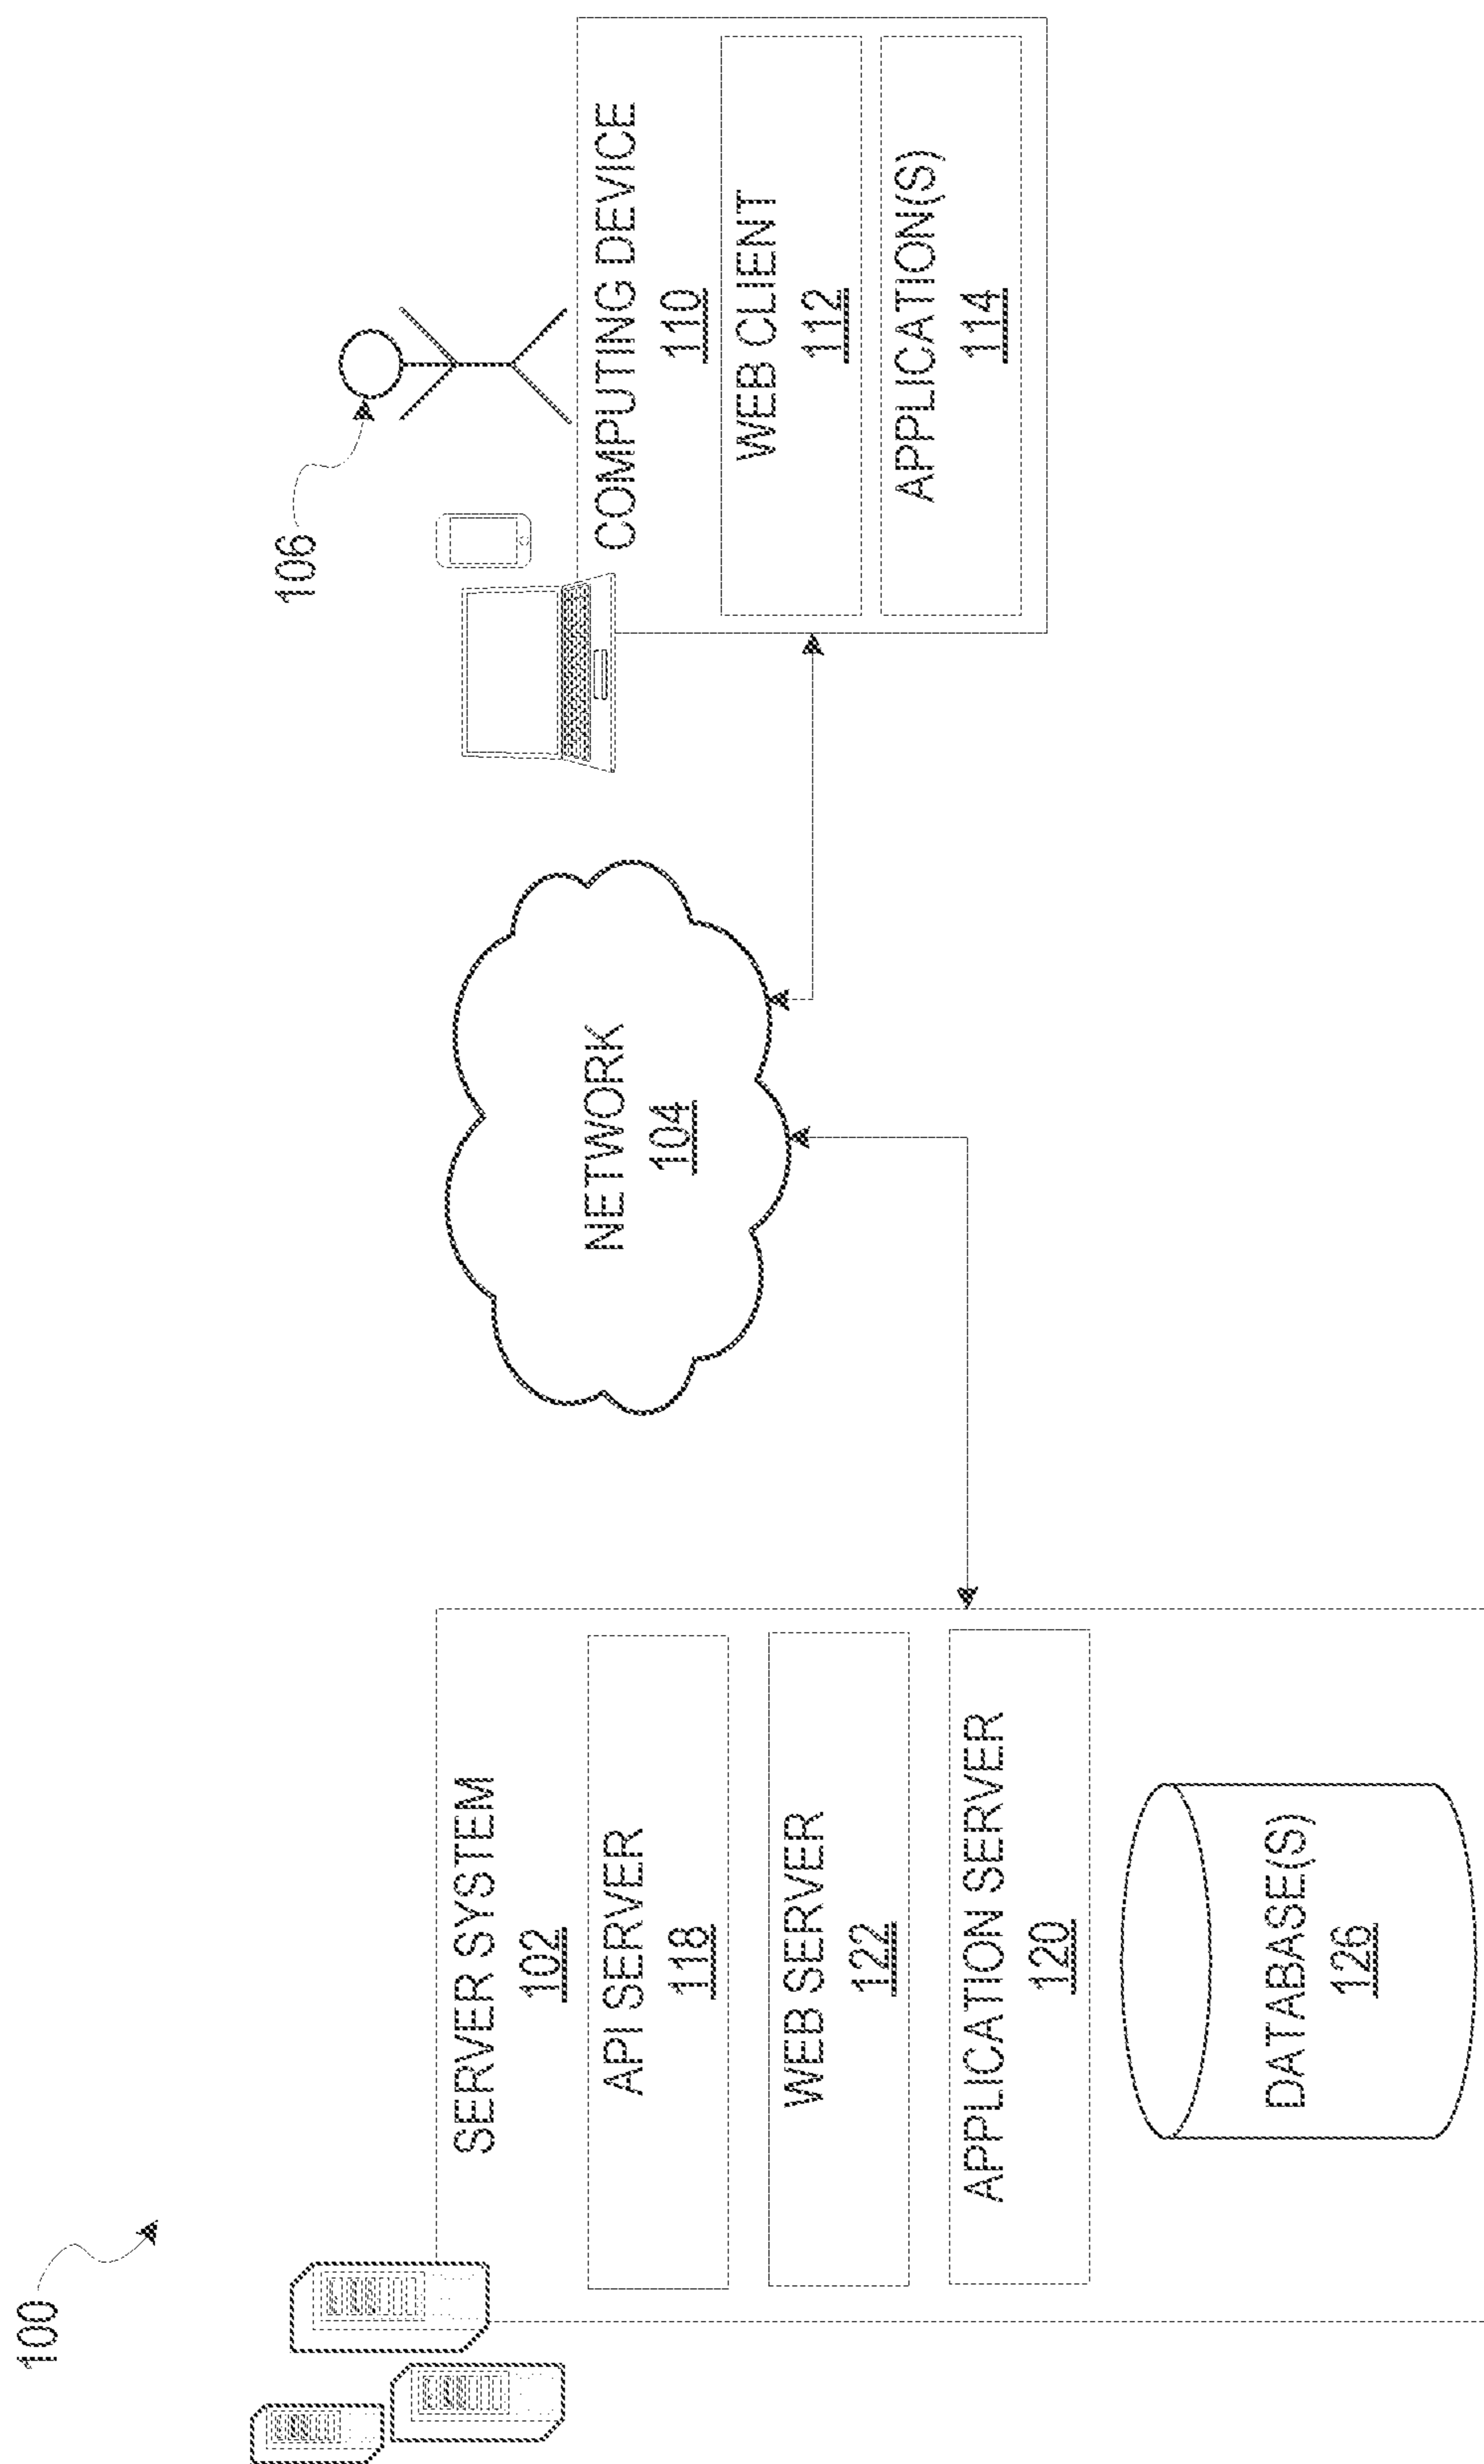 100
SERVER SYSTEM
102
API SERVER
118
WEB SERVER
122
APPLICATION SERVER
120
DATABASE(S)
126
NETWORK
104
106
COMPUTING DEVICE
110
WEB CLIENT
112
APPLICATION(S)
114